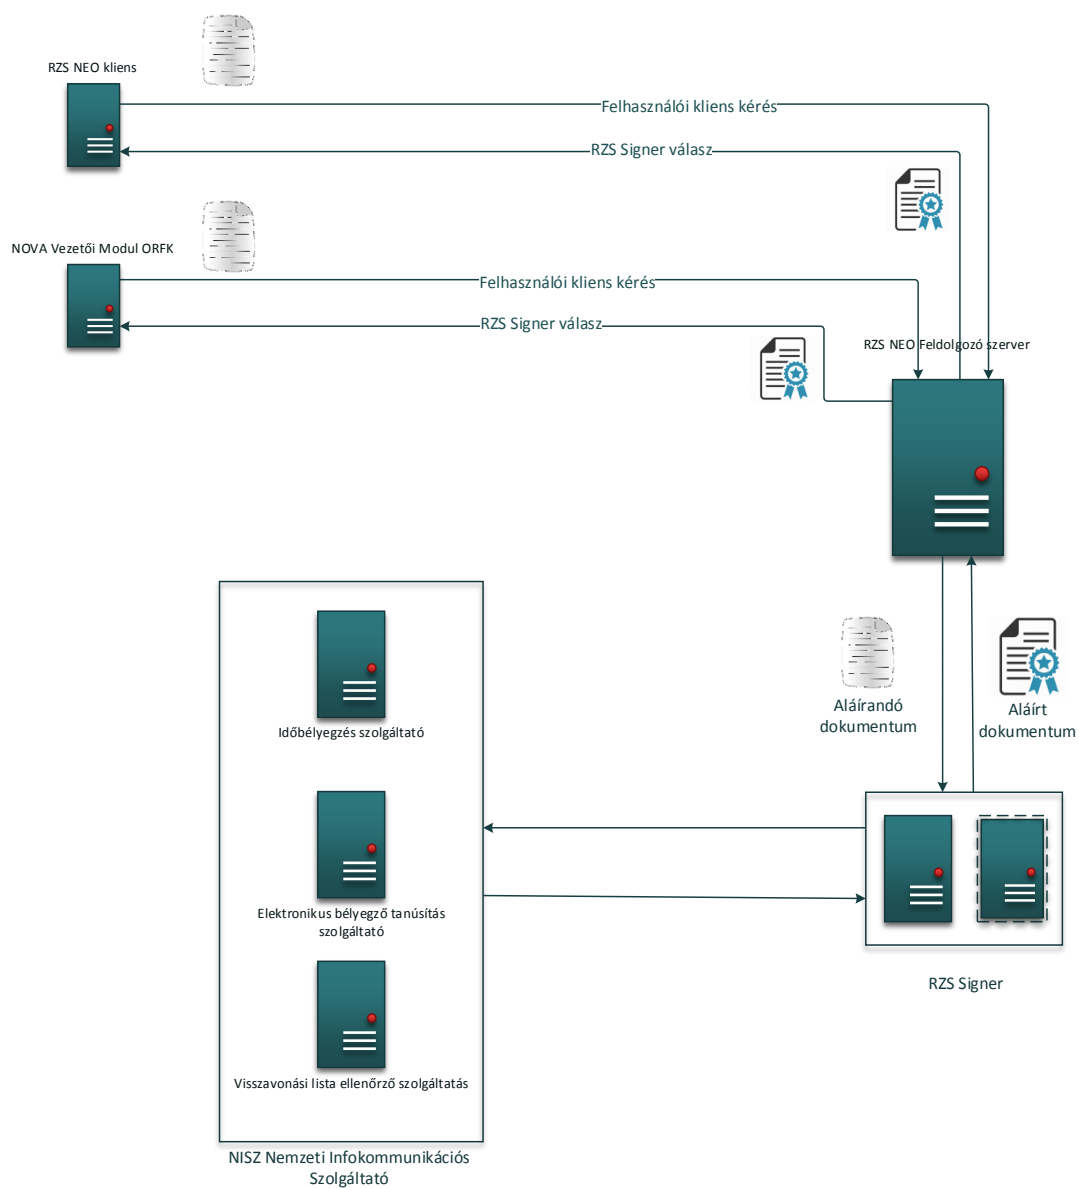 RZS NEO kliens
Felhasználói kliens kérés
RZS Signer válasz
NOVA Vezetői Modul ORFK
Felhasználói kliens kérés
RZS Signer válasz
RZS NEO Feldolgozó szerver
Aláírandó
dokumentum
Aláírt
dokumentum
Időbélyegzés szolgáltató
Elektronikus bélyegző tanúsítás
szolgáltató
RZS Signer
Visszavonási lista ellenőrző szolgáltatás
NISZ Nemzeti Infokommunikációs
Szolgáltató